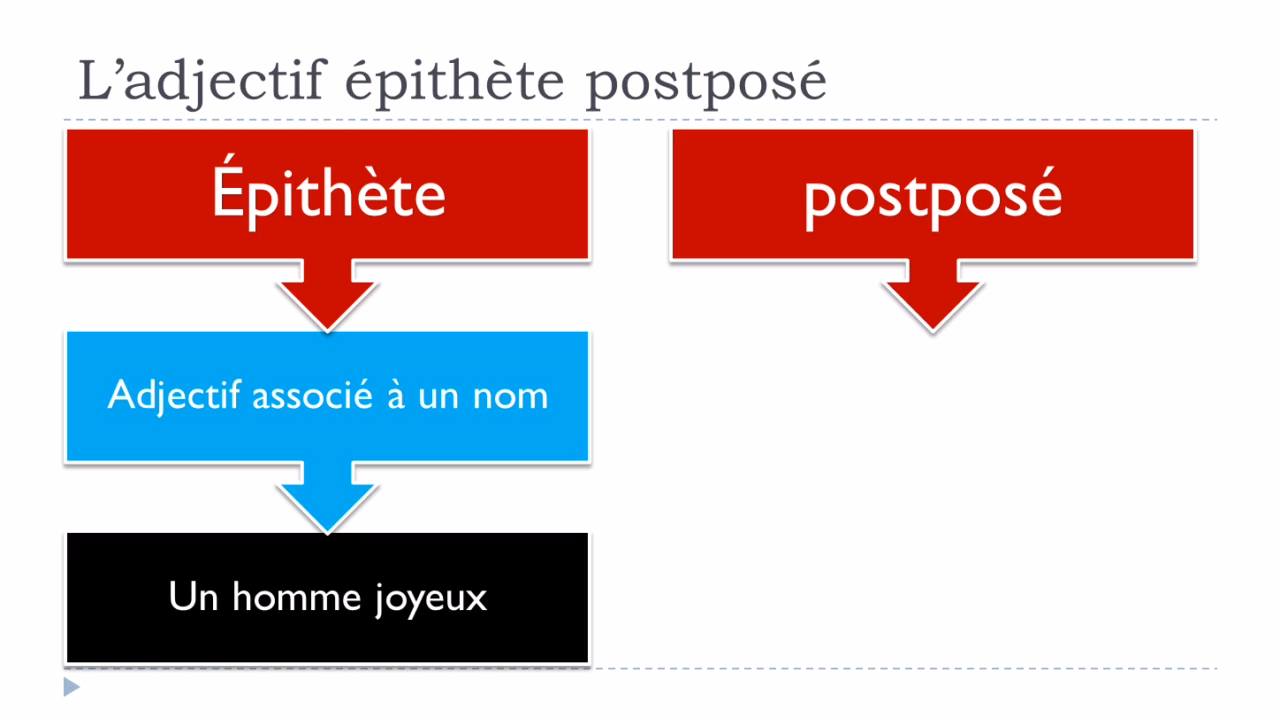 L’adjectif épithète postposé
Épithète
postposé
Adjectif associé à un nom
Un homme joyeux